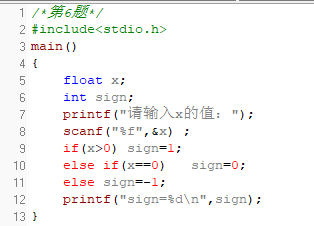 1 /*第6题*/
2 #include<stdio.h>
3 main()
4 {
5 float x;
6 int sign;
7 printf("请输入x的值：");
8 scanf("%f",&x) ;
9 if(x>0) sign=1;
10 else if(x==0)   sign=0;
11 else sign=-1;
12 printf("sign=%d\n",sign);
13 }